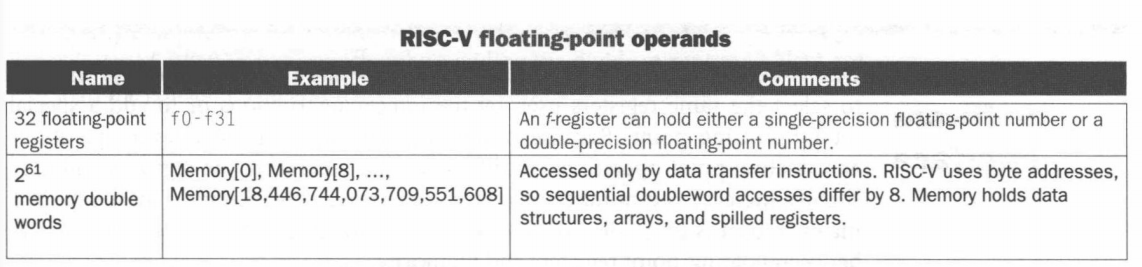 RISC-V floating-point operands
Name Example Comments
32 floating-point registers f0-f31 An f-register can hold either a single-precision floating-point number or a
double-precision floating-point number.
2^61 memory double words Memory[0], Memory[8], ...,
Memory[18,446,744,073,709,551,608] Accessed only by data transfer instructions. RISC-V uses byte addresses,
so sequential doubleword accesses differ by 8. Memory holds data
structures, arrays, and spilled registers.